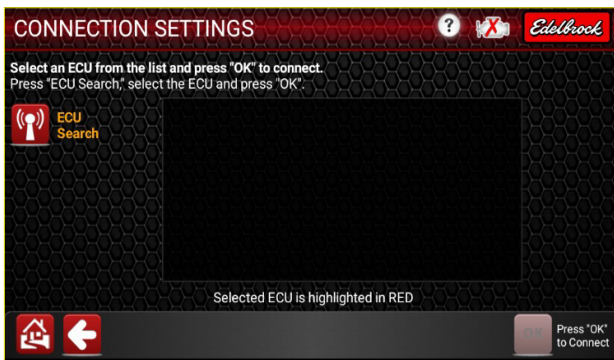 CONNECTION SETTINGS
?
Edelbrock
Select an ECU from the list and press "OK" to connect.
Press "ECU Search," select the ECU and press "OK".
ECU
Search
Selected ECU is highlighted in RED
OK
Press "OK"
to Connect